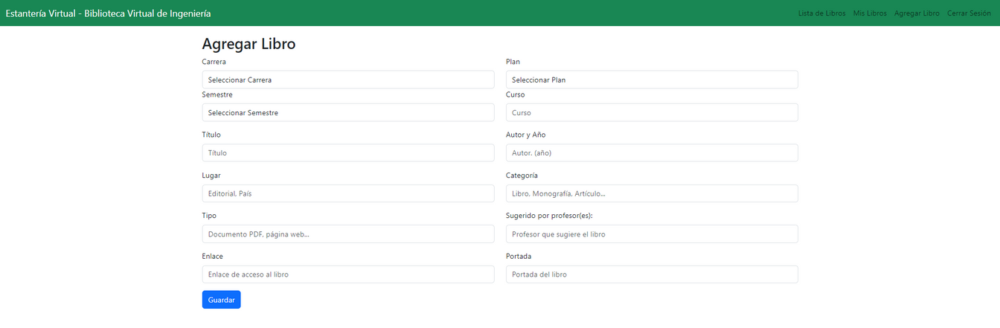 Estantería Virtual - Biblioteca Virtual de Ingeniería
Lista de Libros Mis Libros Agregar Libro Cerrar Sesión
Agregar Libro
Carrera
Plan
Seleccionar Carrera
Seleccionar Plan
Semestre
Curso
Seleccionar Semestre
Curso
Título
Autor y Año
Título
Autor. (año)
Lugar
Categoría
Editorial. País
Libro, Monografía, Artículo...
Tipo
Sugerido por profesor(es):
Documento PDF, página web...
Profesor que sugiere el libro
Enlace
Portada
Enlace de acceso al libro
Portada del libro
Guardar